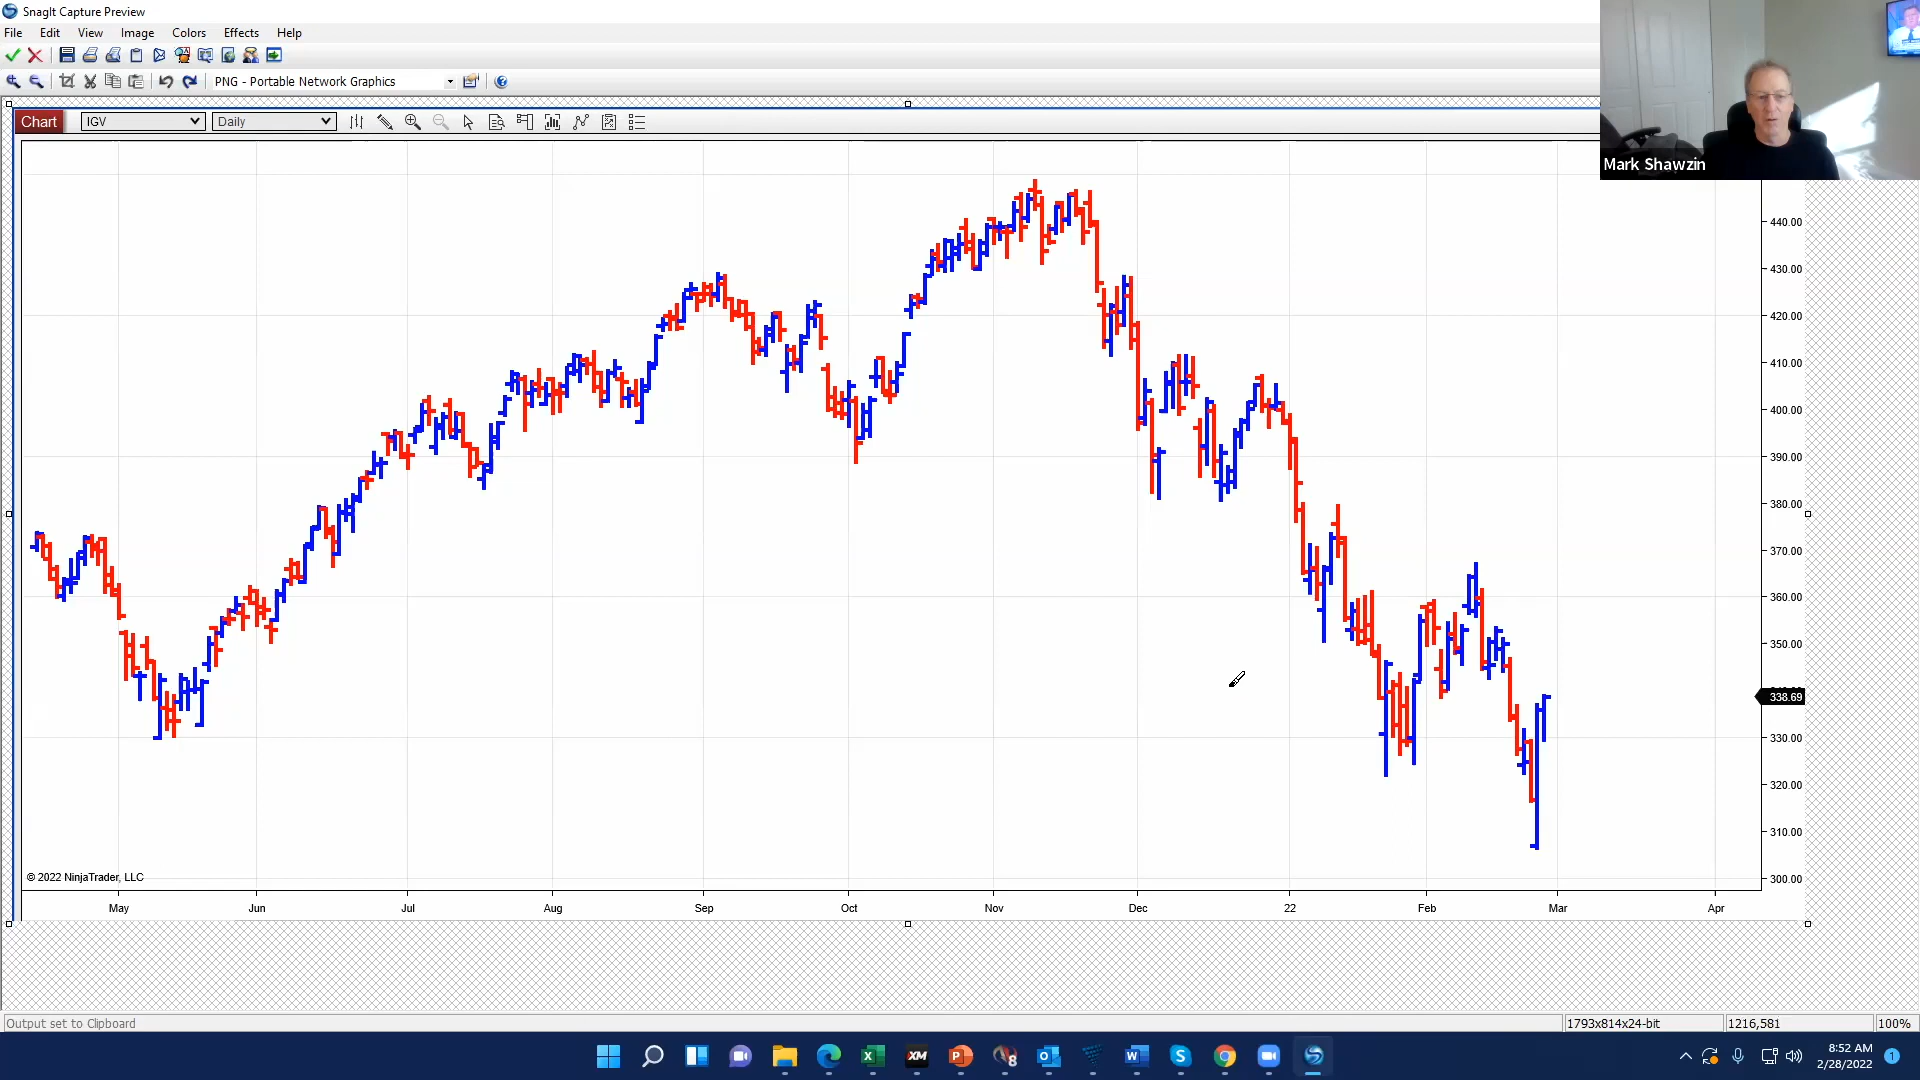 SnagIt Capture Preview
File Edit View Image Colors Effects Help
PNG - Portable Network Graphics
Chart IGV Daily
Mark Shawzin
440.00
430.00
420.00
410.00
400.00
390.00
380.00
370.00
360.00
350.00
338.69
330.00
320.00
310.00
300.00
© 2022 NinjaTrader, LLC
May Jun Jul Aug Sep Oct Nov Dec 22 Feb Mar Apr
Output set to Clipboard 1793x814x24-bit 1216,581 100%
8:52 AM
2/28/2022
1